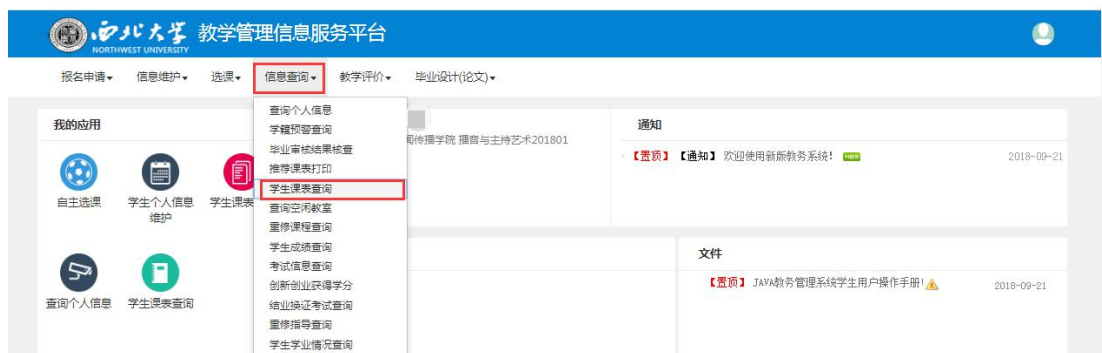 西北大学 教学管理信息服务平台
NORTHWEST UNIVERSITY
报名申请 信息维护 选课 信息查询 教学评价 毕业设计(论文)
我的应用
自主选课
学生个人信息
维护
学生课表
查询个人信息
学生课表查询
查询个人信息
学籍预警查询
毕业审核结果核查
推荐课表打印
学生课表查询
查询空闲教室
重修课程查询
学生成绩查询
考试信息查询
创新创业获得学分
结业换证考试查询
重修指导查询
学生学业情况查询
闻传播学院 播音与主持艺术201801
通知
【置顶】【通知】欢迎使用新版教务系统! NEW 2018-09-21
文件
【置顶】JAVA教务管理系统学生用户操作手册! 2018-09-21